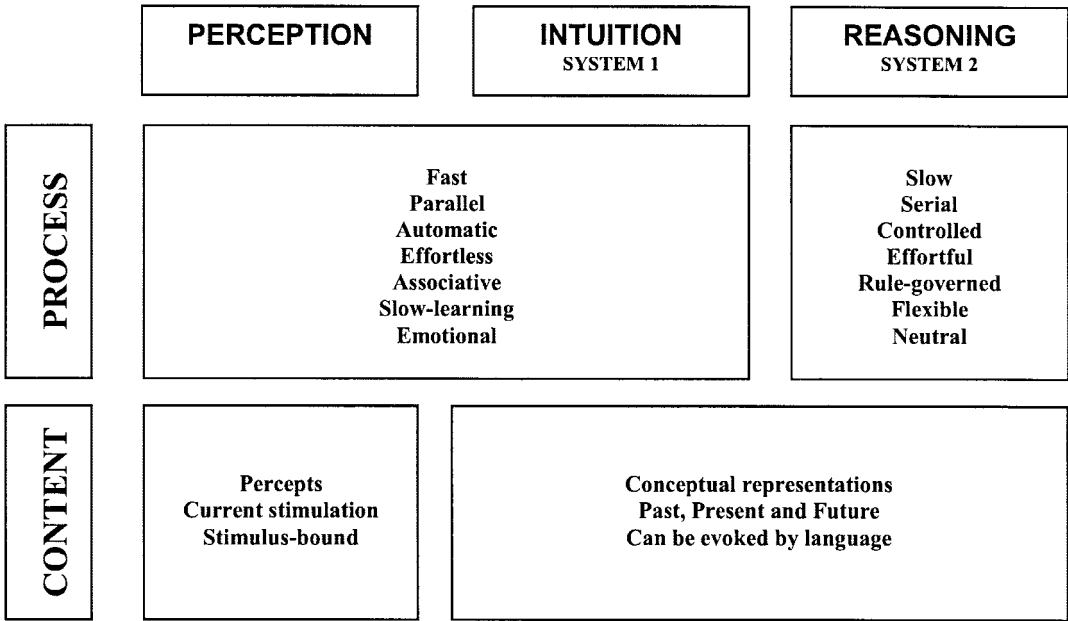 PERCEPTION
INTUITION
SYSTEM 1
REASONING
SYSTEM 2
PROCESS
Fast
Parallel
Automatic
Effortless
Associative
Slow-learning
Emotional
Slow
Serial
Controlled
Effortful
Rule-governed
Flexible
Neutral
CONTENT
Percepts
Current stimulation
Stimulus-bound
Conceptual representations
Past, Present and Future
Can be evoked by language